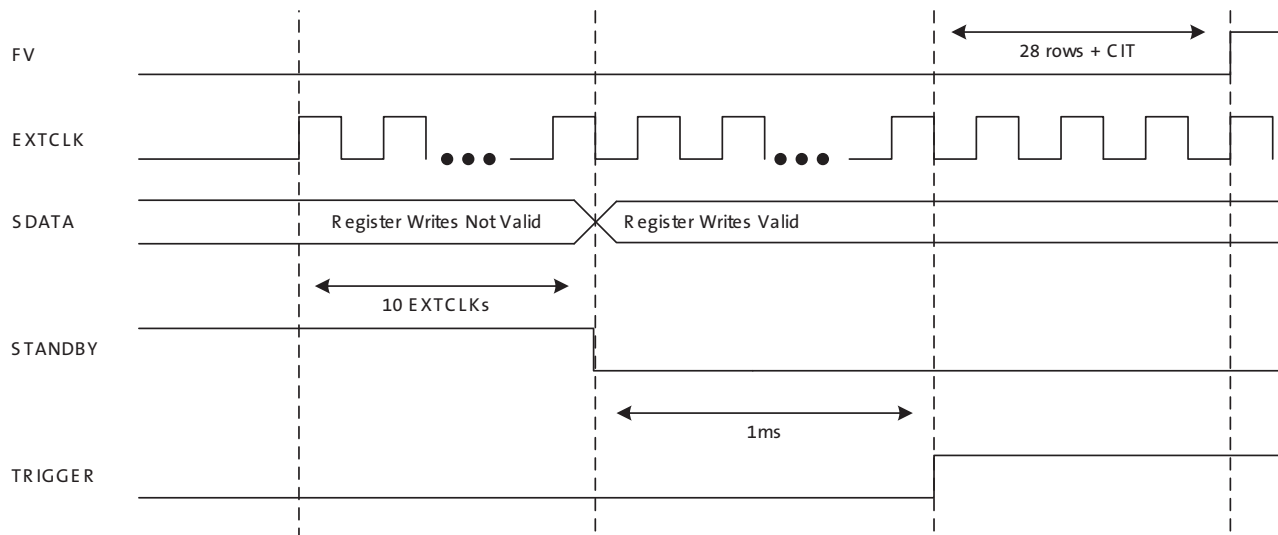 FV
28 rows + CIT
EXTCLK
SDATA
Register Writes Not Valid
Register Writes Valid
10 EXTCLKs
STANDBY
1ms
TRIGGER